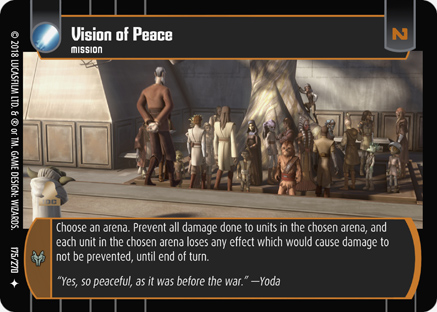 Vision of Peace
MISSION
N
© 2018 LUCASFILM LTD. & ® or TM. GAME DESIGN: WIZARDS.
175/270
Choose an arena. Prevent all damage done to units in the chosen arena, and
each unit in the chosen arena loses any effect which would cause damage to
not be prevented, until end of turn.
“Yes, so peaceful, as it was before the war.” —Yoda